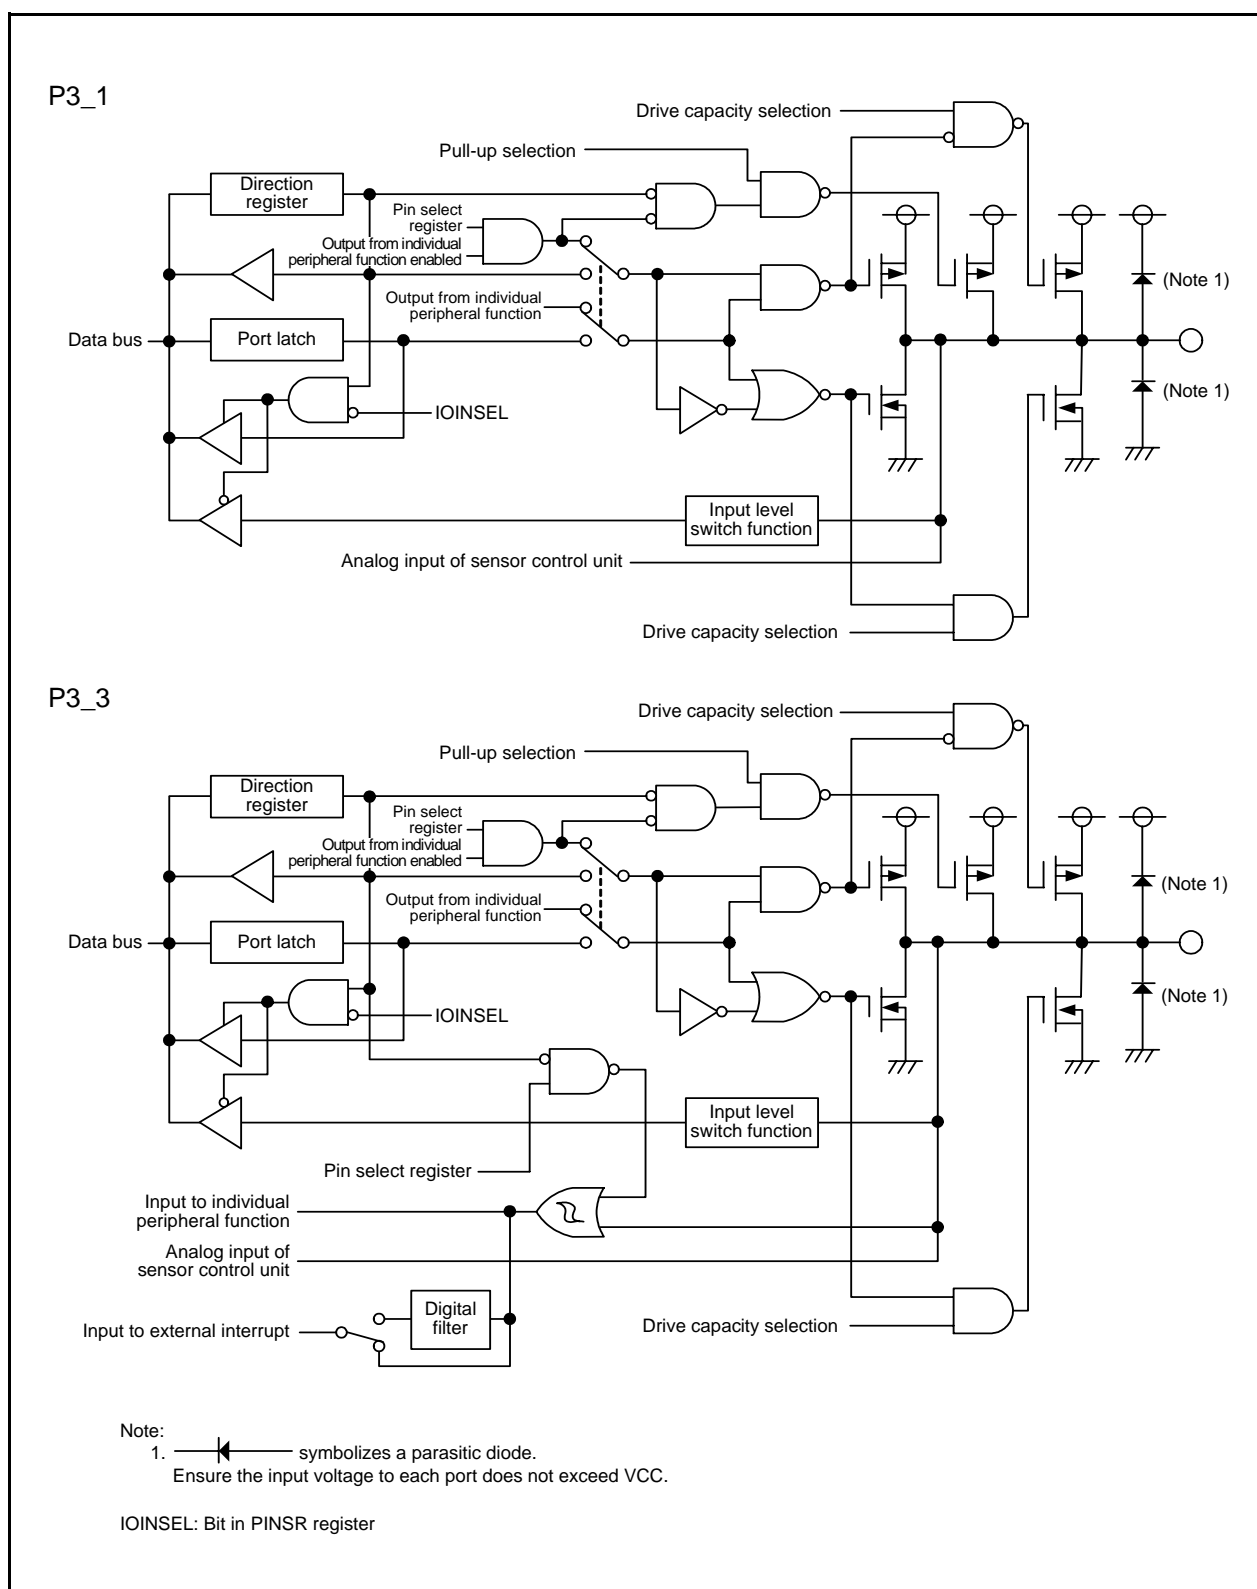 P3_1
Drive capacity selection
Pull-up selection
Direction
register
Pin select
register
Output from individual
peripheral function enabled
(Note 1)
Output from individual
peripheral function
Data bus
Port latch
(Note 1)
IOINSEL
Input level
switch function
Analog input of sensor control unit
Drive capacity selection
P3_3
Drive capacity selection
Pull-up selection
Direction
register
Pin select
register
Output from individual
peripheral function enabled
(Note 1)
Output from individual
peripheral function
Data bus
Port latch
(Note 1)
IOINSEL
Input level
switch function
Pin select register
Input to individual
peripheral function
Analog input of
sensor control unit
Digital
filter
Input to external interrupt
Drive capacity selection
Note:
1. symbolizes a parasitic diode.
Ensure the input voltage to each port does not exceed VCC.
IOINSEL: Bit in PINSR register